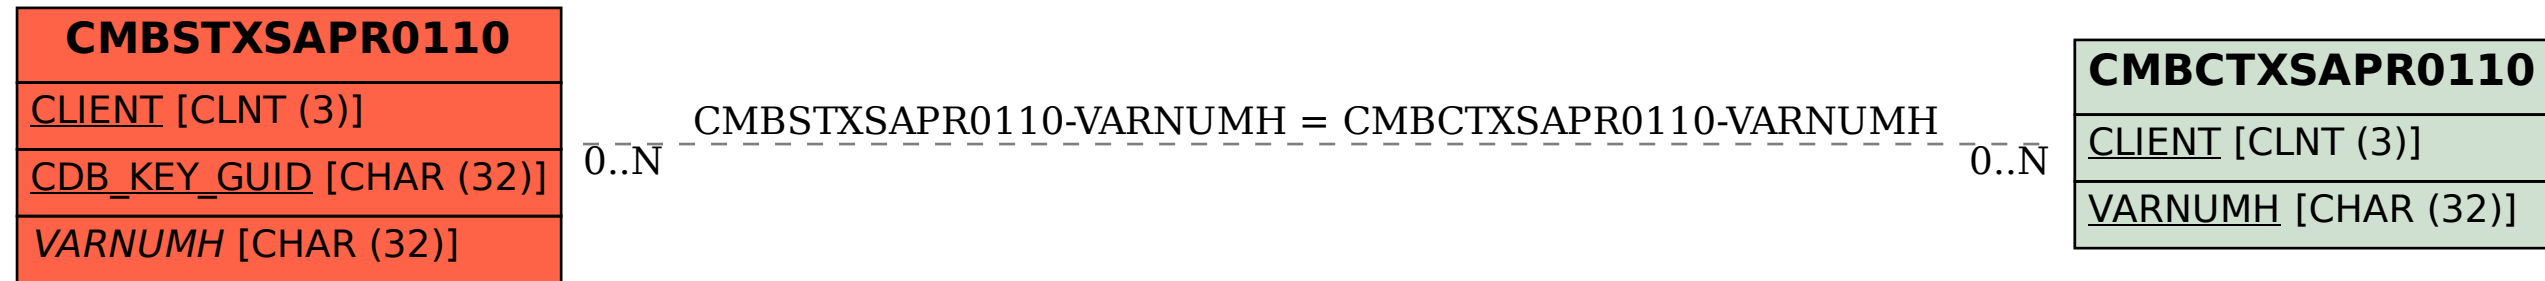 CMBSTXSAPR0110
CLIENT [CLNT (3)]
CDB_KEY_GUID [CHAR (32)]
VARNUMH [CHAR (32)]
CMBSTXSAPR0110-VARNUMH = CMBCTXSAPR0110-VARNUMH
0..N
0..N
CMBCTXSAPR0110
CLIENT [CLNT (3)]
VARNUMH [CHAR (32)]